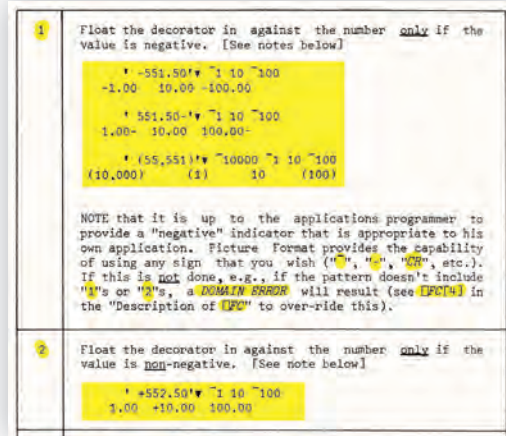 1
Float the decorator in against the number only if the
value is negative. [See notes below]
' -551.50'⍕ ¯1 10 ¯100
-1.00 10.00 -100.00
' 551.50-'⍕ ¯1 10 ¯100
1.00- 10.00 100.00-
' (55,551)'⍕ ¯10000 ¯1 10 ¯100
(10,000) (1) 10 (100)
NOTE that it is up to the applications programmer to
provide a "negative" indicator that is appropriate to his
own application. Picture Format provides the capability
of using any sign that you wish ("¯", "-", "CR", etc.).
If this is not done, e.g., if the pattern doesn't include
"1"s or "2"s, a DOMAIN ERROR will result (see ⎕FC[4] in
the "Description of ⎕FC" to over-ride this).
2
Float the decorator in against the number only if the
value is non-negative. [See note below]
' +552.50'⍕ ¯1 10 ¯100
1.00 +10.00 100.00